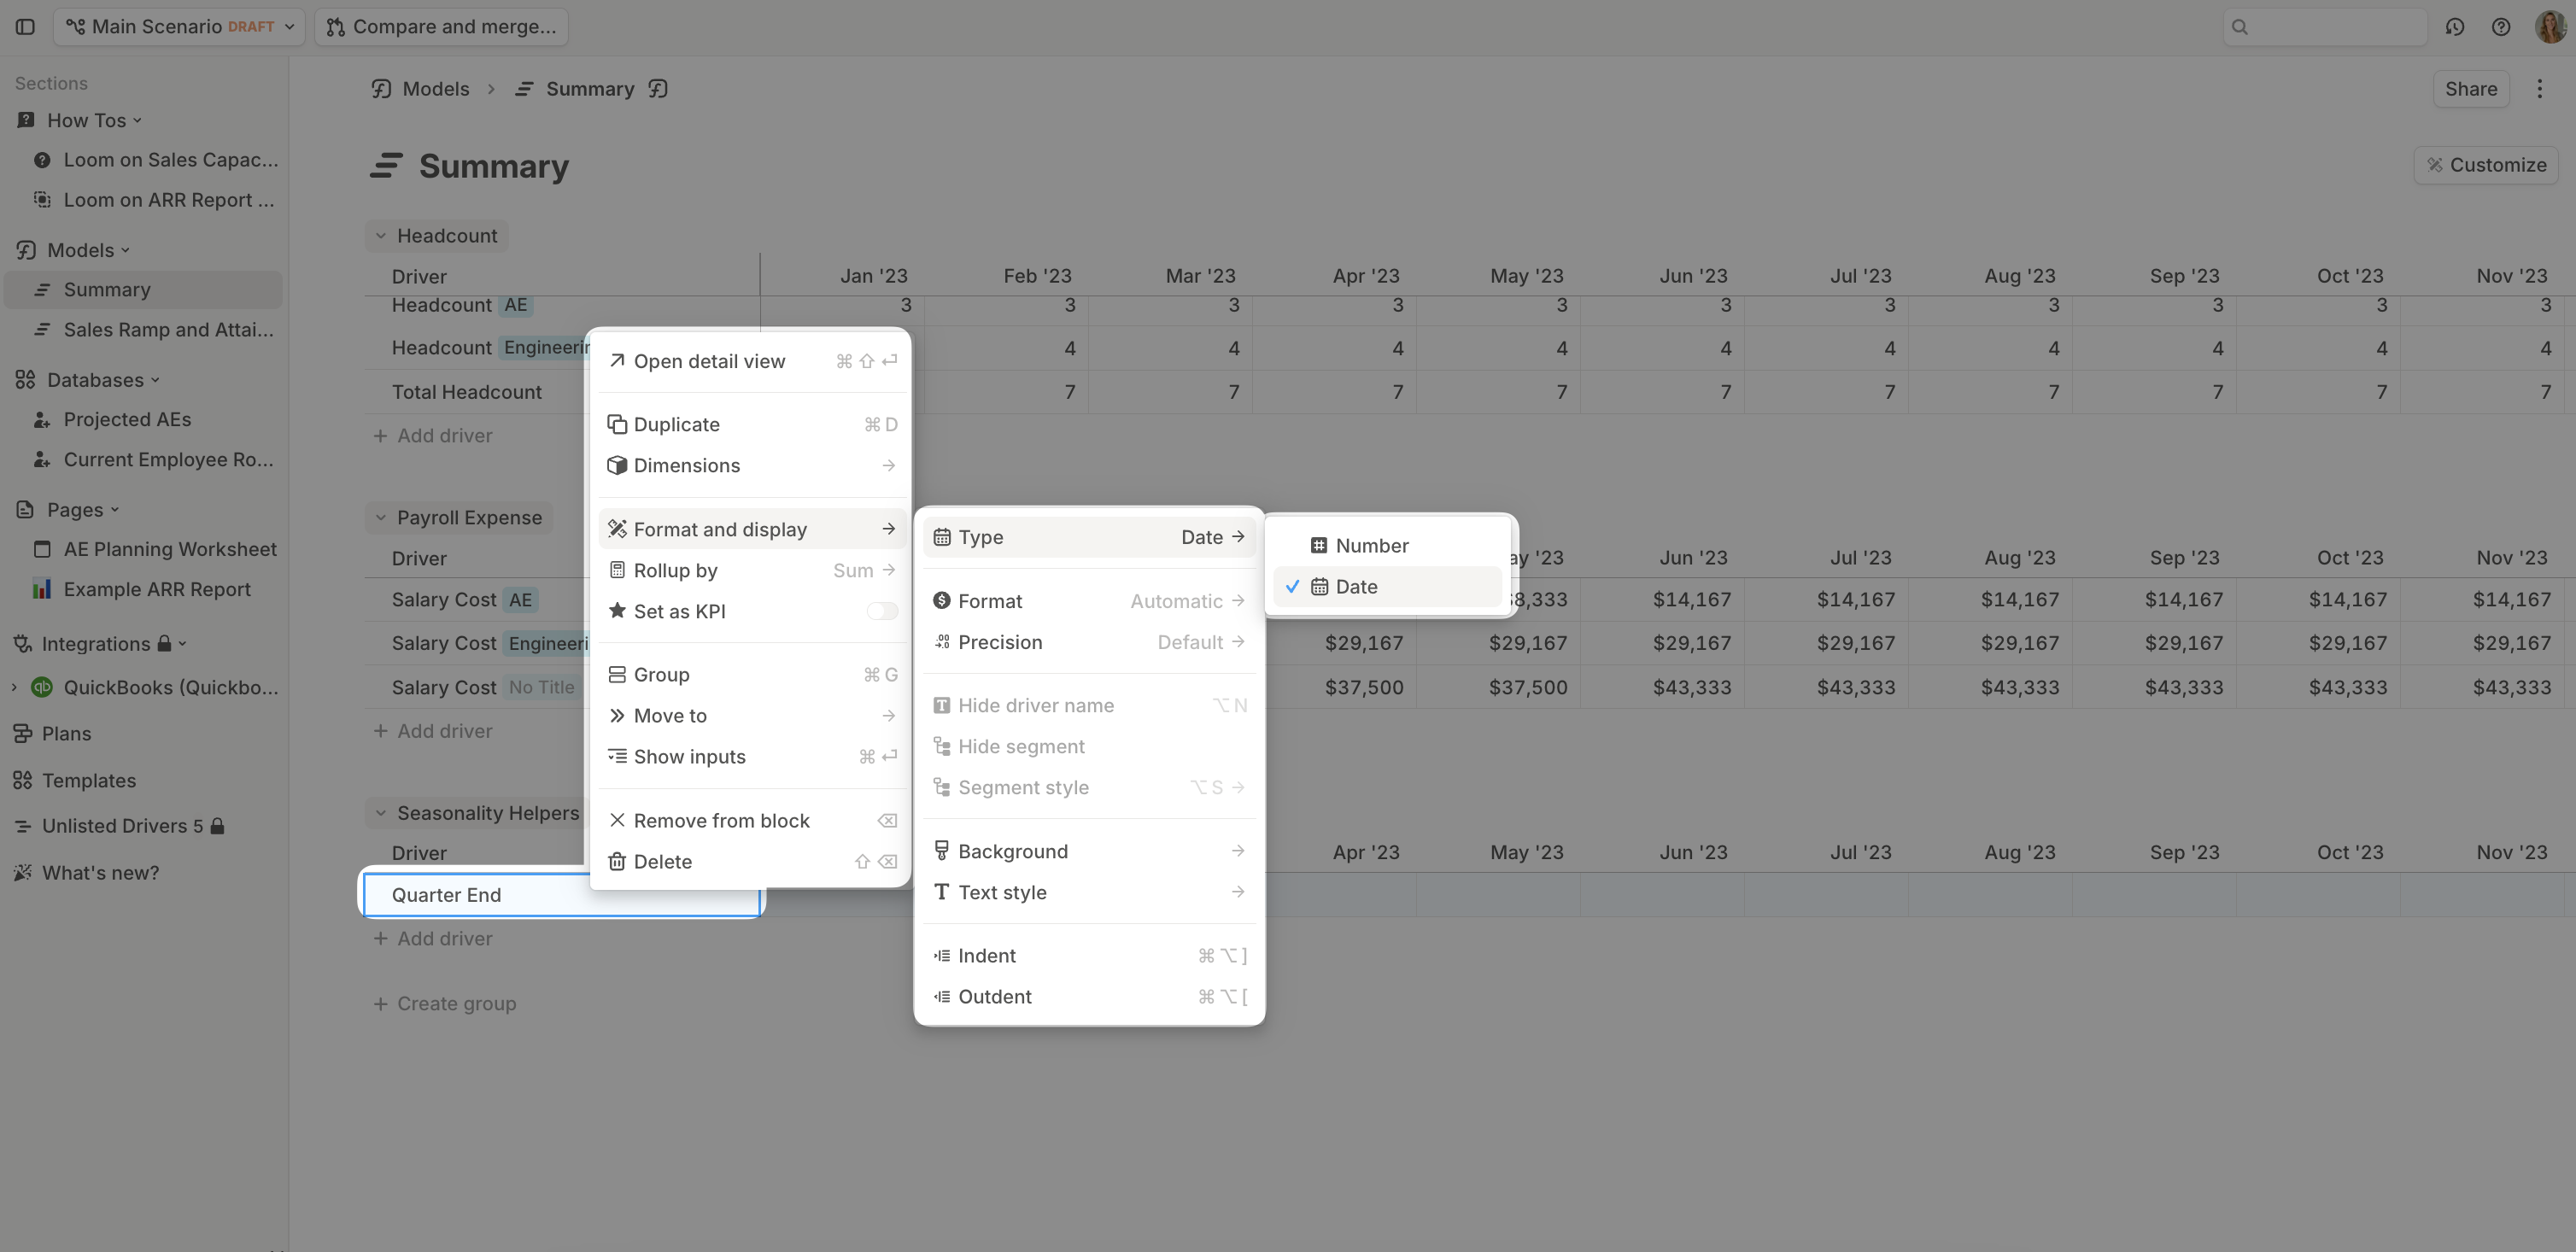 Main Scenario DRAFT
Compare and merge...
Sections
How Tos
Loom on Sales Capac...
Loom on ARR Report ...
Models
Summary
Sales Ramp and Attai...
Databases
Projected AEs
Current Employee Ro...
Pages
AE Planning Worksheet
Example ARR Report
Integrations
qb QuickBooks (Quickbo...
Plans
Templates
Unlisted Drivers 5
What's new?
Models > Summary
Share
Summary
Customize
Headcount
Driver Jan '23 Feb '23 Mar '23 Apr '23 May '23 Jun '23 Jul '23 Aug '23 Sep '23 Oct '23 Nov '23
Headcount AE 3 3 3 3 3 3 3 3 3 3 3
Headcount Engineerin 4 4 4 4 4 4 4 4 4 4
Total Headcount 7 7 7 7 7 7 7 7 7 7
+ Add driver
Payroll Expense
Driver ay '23 Jun '23 Jul '23 Aug '23 Sep '23 Oct '23 Nov '23
Salary Cost AE 8,333 $14,167 $14,167 $14,167 $14,167 $14,167 $14,167
Salary Cost Engineeri $29,167 $29,167 $29,167 $29,167 $29,167 $29,167 $29,167 $29,167
Salary Cost No Title $37,500 $37,500 $43,333 $43,333 $43,333 $43,333 $43,333 $43,333
+ Add driver
Seasonality Helpers
Driver Apr '23 May '23 Jun '23 Jul '23 Aug '23 Sep '23 Oct '23 Nov '23
Quarter End
+ Add driver
+ Create group
Open detail view ⌘ ⇧ ↵
Duplicate ⌘ D
Dimensions →
Format and display →
Rollup by Sum →
Set as KPI
Group ⌘ G
Move to →
Show inputs ⌘ ↵
Remove from block ⌫
Delete ⇧ ⌫
Type Date →
Format Automatic →
Precision Default →
Hide driver name ⌥ N
Hide segment
Segment style ⌥ S →
Background →
Text style →
Indent ⌘ ⌥ ]
Outdent ⌘ ⌥ [
Number
Date